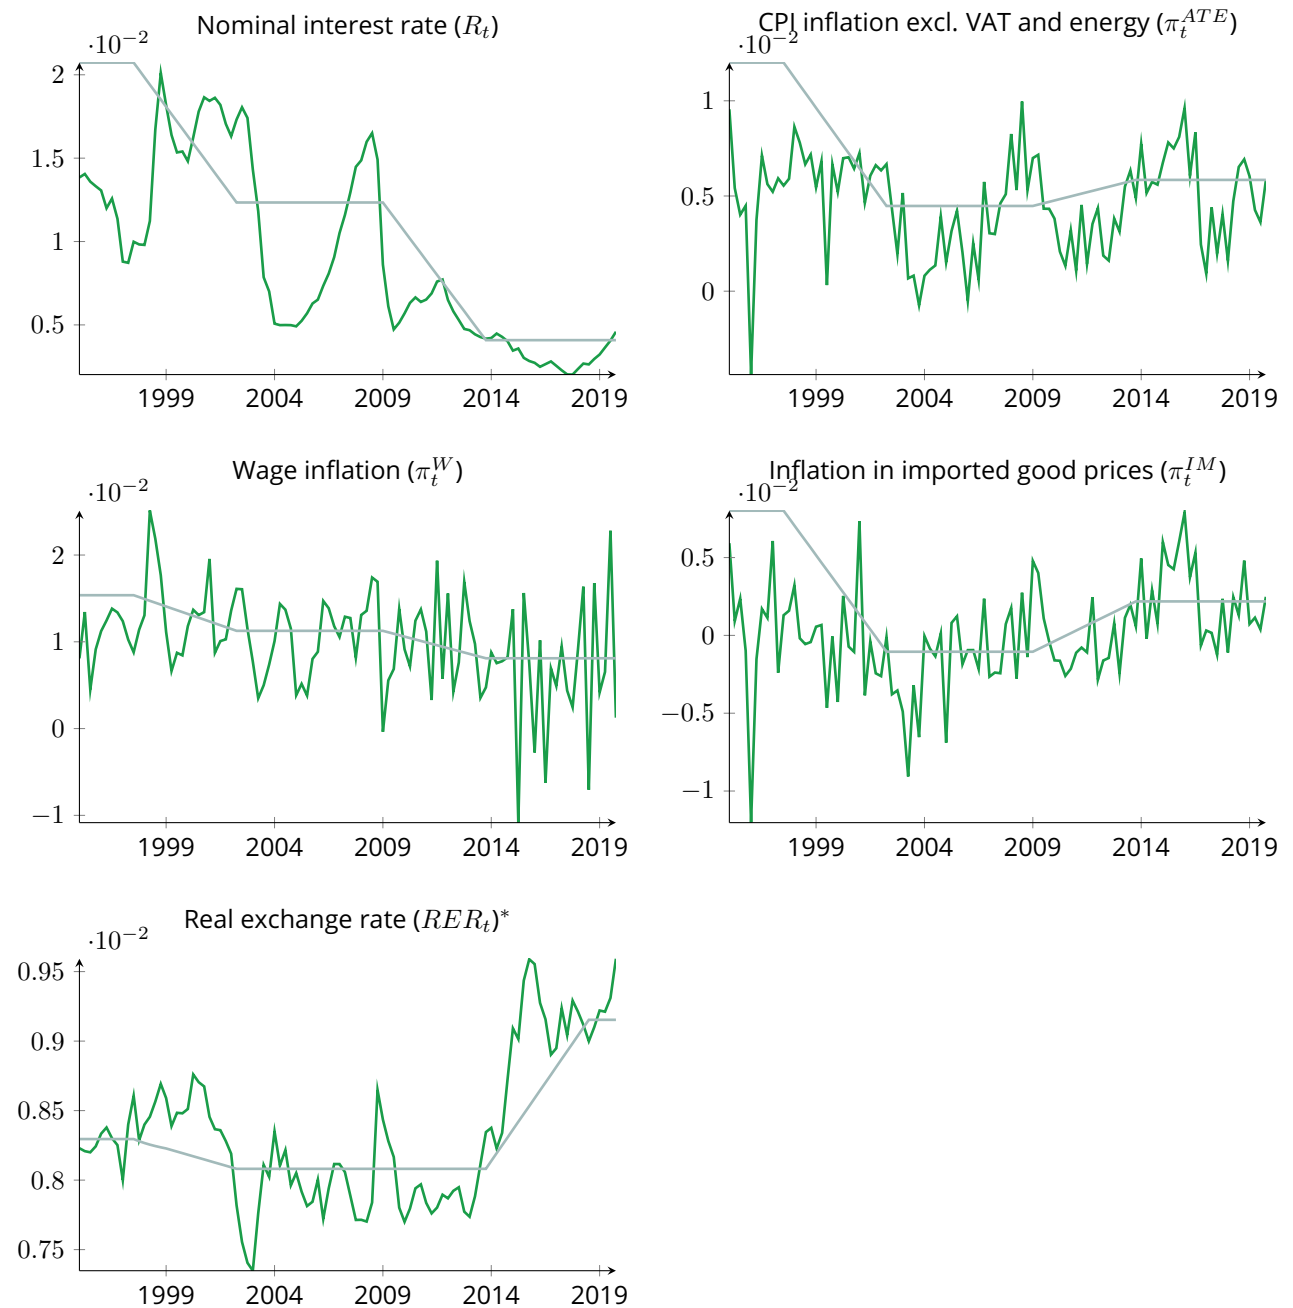 Nominal interest rate (R_t)
·10^{−2}
2
1.5
1
0.5
1999 2004 2009 2014 2019
CPI inflation excl. VAT and energy (π_t^{ATE})
·10^{−2}
1
0.5
0
1999 2004 2009 2014 2019
Wage inflation (π_t^W)
·10^{−2}
2
1
0
−1
1999 2004 2009 2014 2019
Inflation in imported good prices (π_t^{IM})
·10^{−2}
0.5
0
−0.5
−1
1999 2004 2009 2014 2019
Real exchange rate (RER_t)*
·10^{−2}
0.95
0.9
0.85
0.8
0.75
1999 2004 2009 2014 2019